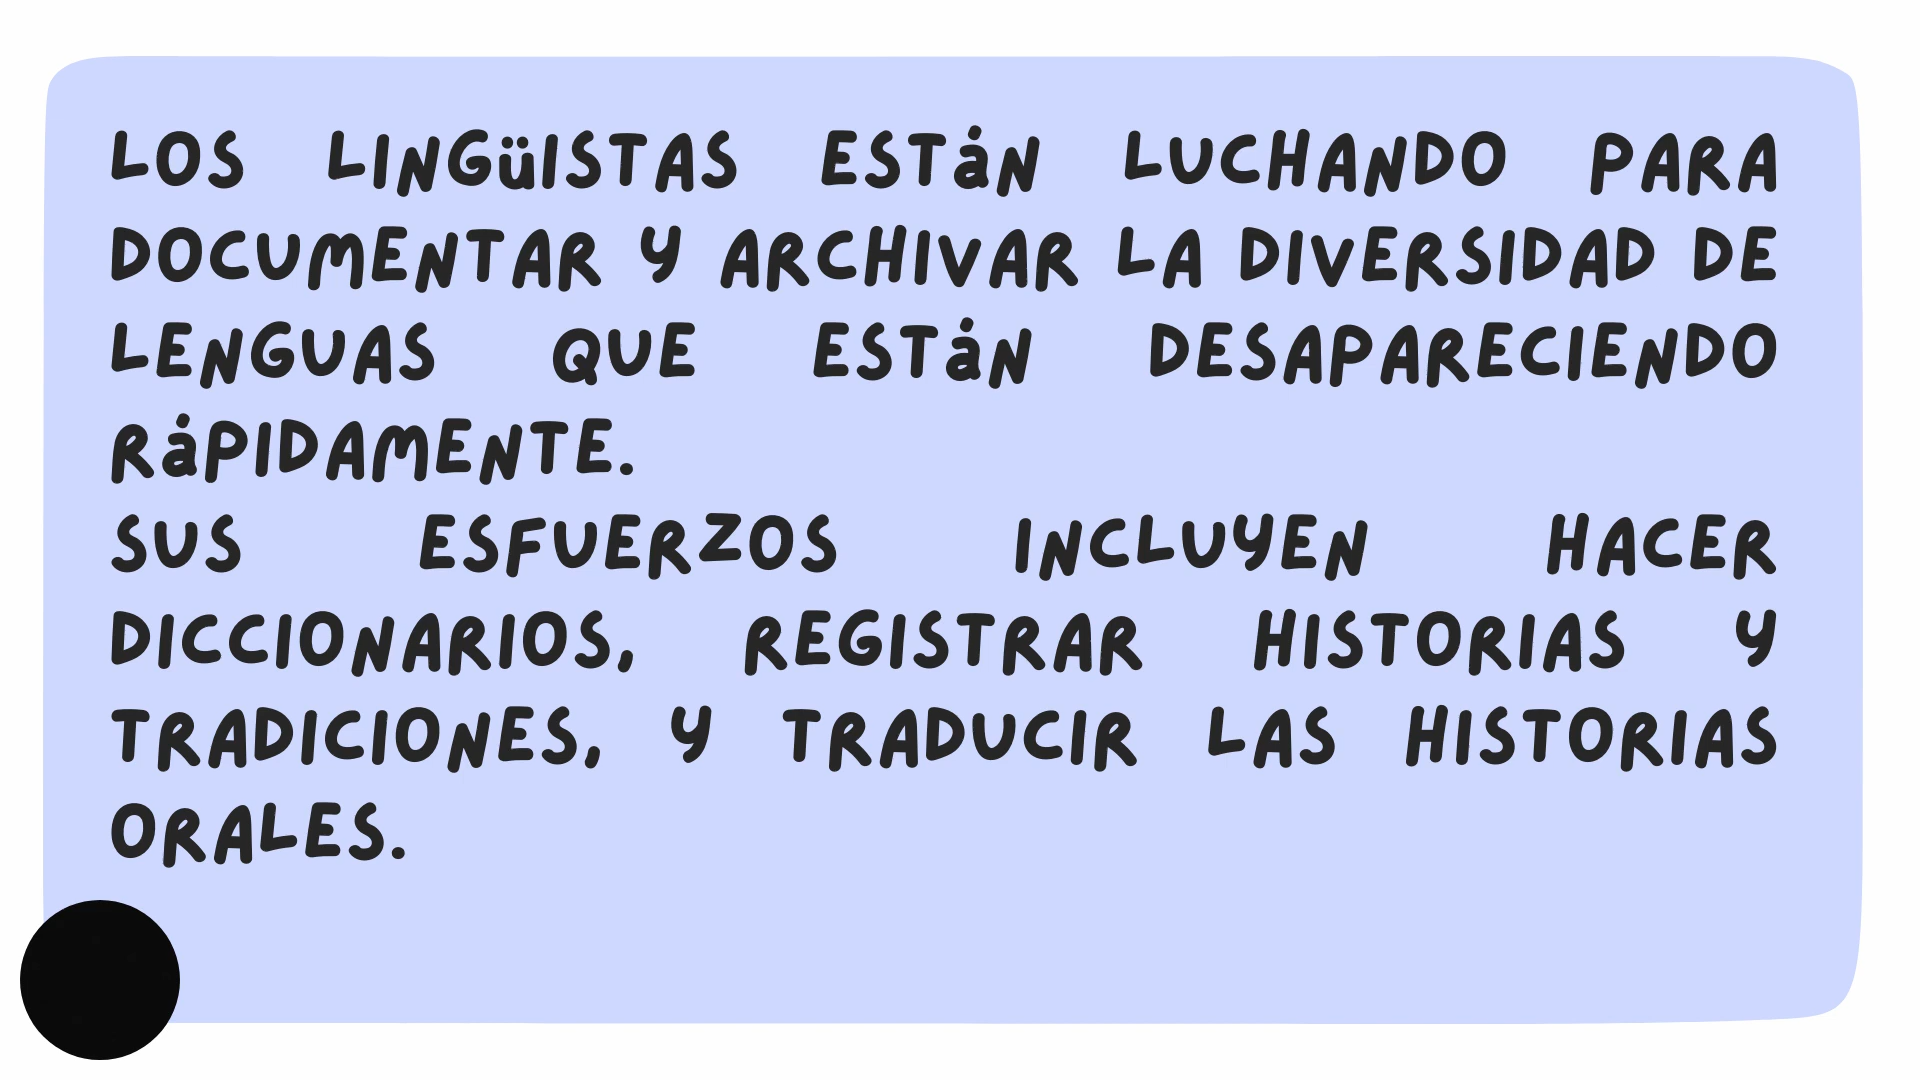 LOS LINGüISTAS ESTáN LUCHANDO PARA
DOCUMENTAR Y ARCHIVAR LA DIVERSIDAD DE
LENGUAS QUE ESTáN DESAPARECIENDO
RáPIDAMENTE.
SUS ESFUERZOS INCLUYEN HACER
DICCIONARIOS, REGISTRAR HISTORIAS Y
TRADICIONES, Y TRADUCIR LAS HISTORIAS
ORALES.